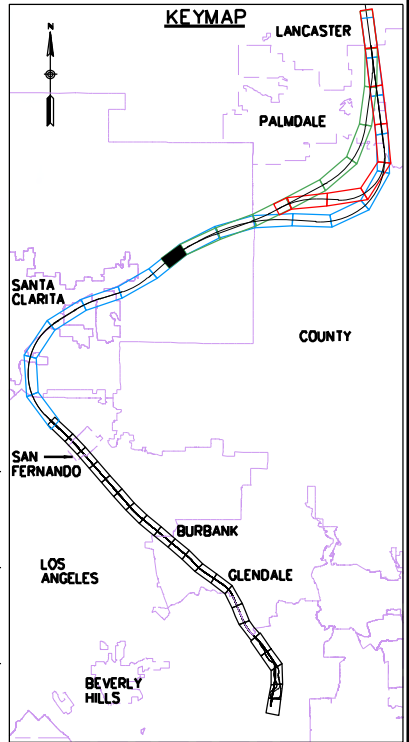 KEYMAP
N
LANCASTER
PALMDALE
SANTA
CLARITA
COUNTY
SAN
FERNANDO
BURBANK
LOS
ANGELES
GLENDALE
BEVERLY
HILLS